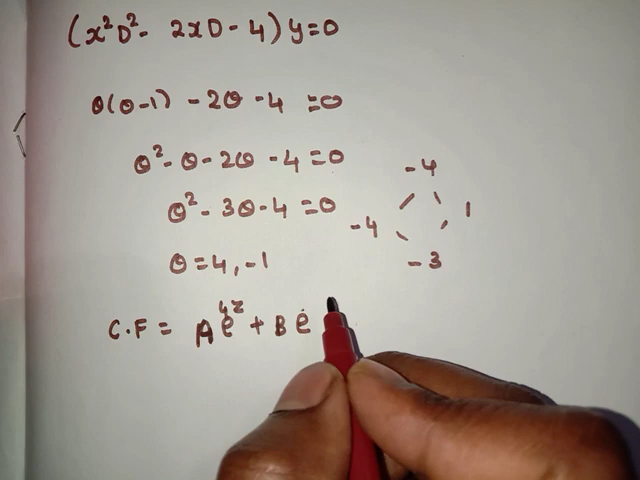 (x²D² - 2xD - 4) y = 0
θ(θ-1) - 2θ - 4 = 0
θ² - θ - 2θ - 4 = 0
θ² - 3θ - 4 = 0
-4
-4 1
-3
θ = 4, -1
C.F = Ae^4z + Be